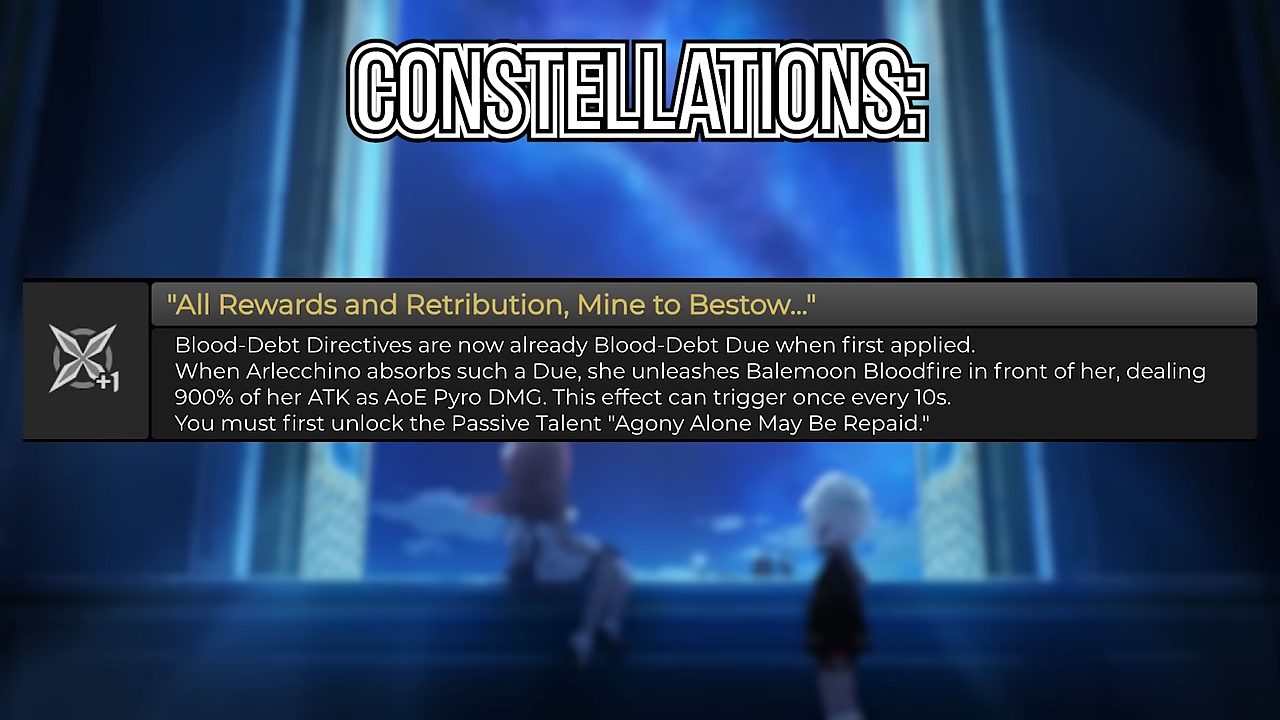 CONSTELLATIONS:
"All Rewards and Retribution, Mine to Bestow..."
Blood-Debt Directives are now already Blood-Debt Due when first applied.
When Arlecchino absorbs such a Due, she unleashes Balemoon Bloodfire in front of her, dealing
900% of her ATK as AoE Pyro DMG. This effect can trigger once every 10s.
You must first unlock the Passive Talent "Agony Alone May Be Repaid."
+1